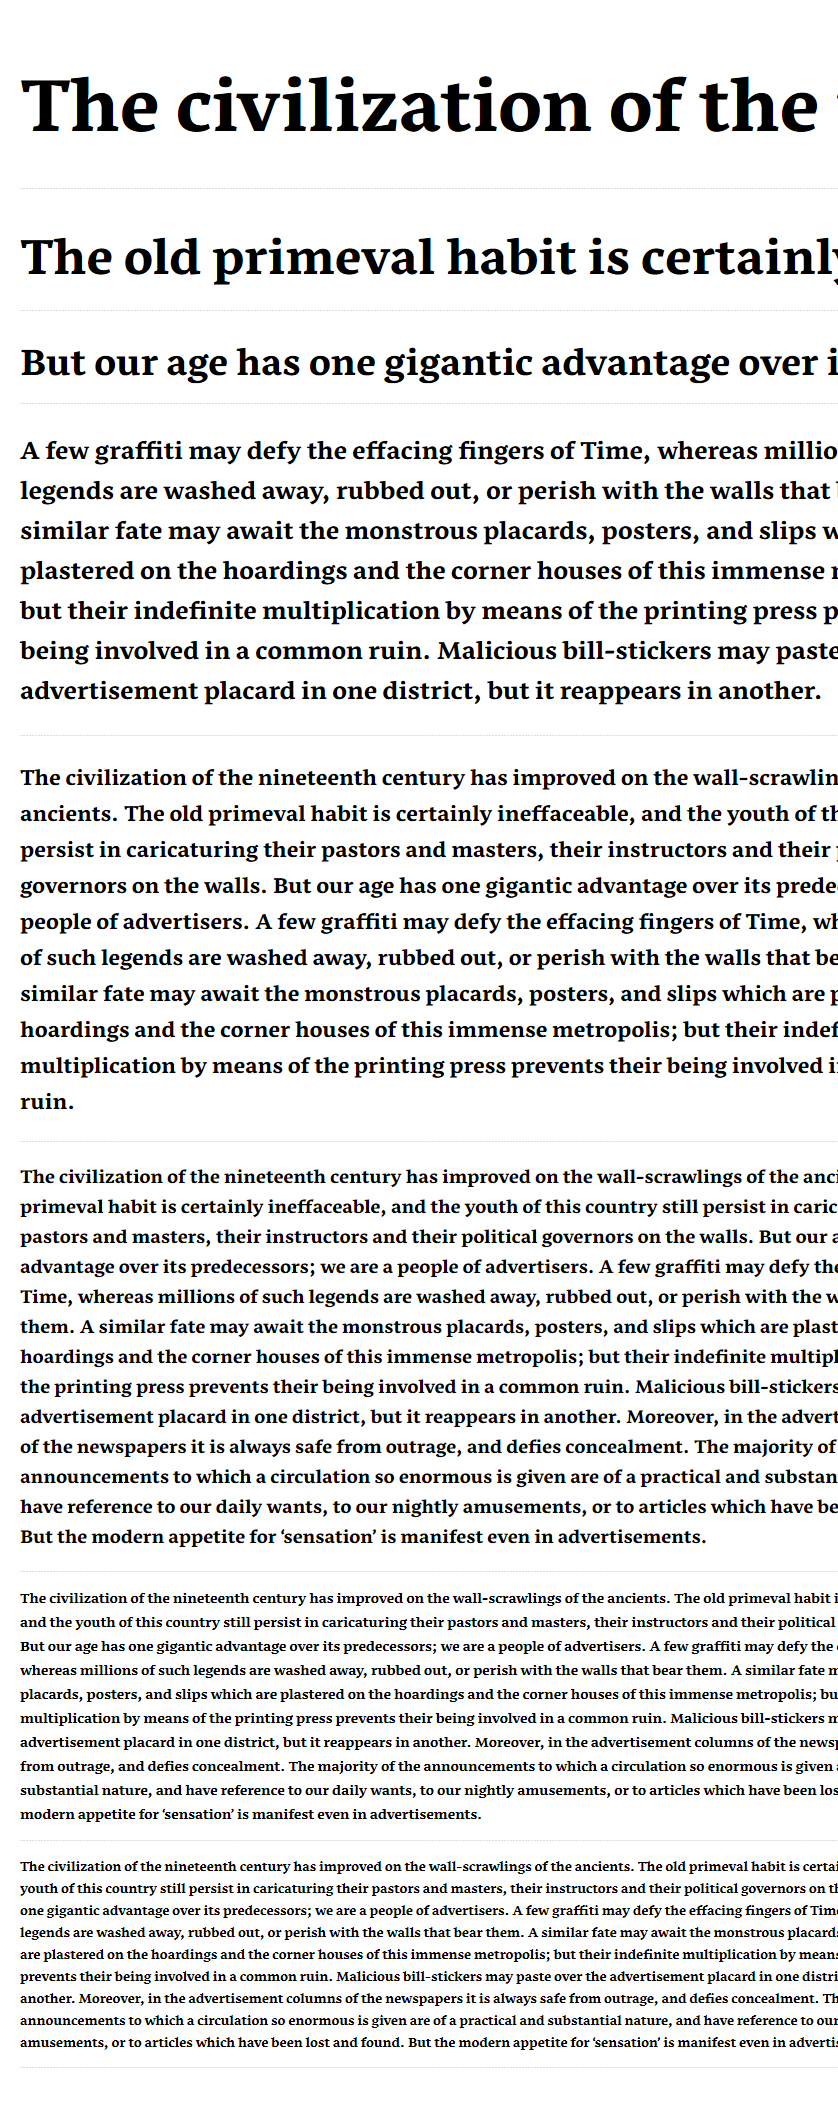 The civilization of the
The old primeval habit is certainly
But our age has one gigantic advantage over i
A few graffiti may defy the effacing fingers of Time, whereas millio
legends are washed away, rubbed out, or perish with the walls that
similar fate may await the monstrous placards, posters, and slips w
plastered on the hoardings and the corner houses of this immense
but their indefinite multiplication by means of the printing press p
being involved in a common ruin. Malicious bill-stickers may paste
advertisement placard in one district, but it reappears in another.
The civilization of the nineteenth century has improved on the wall-scrawlin
ancients. The old primeval habit is certainly ineffaceable, and the youth of th
persist in caricaturing their pastors and masters, their instructors and their
governors on the walls. But our age has one gigantic advantage over its prede
people of advertisers. A few graffiti may defy the effacing fingers of Time, wh
of such legends are washed away, rubbed out, or perish with the walls that be
similar fate may await the monstrous placards, posters, and slips which are p
hoardings and the corner houses of this immense metropolis; but their indef
multiplication by means of the printing press prevents their being involved i
ruin.
The civilization of the nineteenth century has improved on the wall-scrawlings of the anci
primeval habit is certainly ineffaceable, and the youth of this country still persist in caric
pastors and masters, their instructors and their political governors on the walls. But our a
advantage over its predecessors; we are a people of advertisers. A few graffiti may defy the
Time, whereas millions of such legends are washed away, rubbed out, or perish with the w
them. A similar fate may await the monstrous placards, posters, and slips which are plast
hoardings and the corner houses of this immense metropolis; but their indefinite multipl
the printing press prevents their being involved in a common ruin. Malicious bill-stickers
advertisement placard in one district, but it reappears in another. Moreover, in the advert
of the newspapers it is always safe from outrage, and defies concealment. The majority of
announcements to which a circulation so enormous is given are of a practical and substan
have reference to our daily wants, to our nightly amusements, or to articles which have be
But the modern appetite for ‘sensation’ is manifest even in advertisements.
The civilization of the nineteenth century has improved on the wall-scrawlings of the ancients. The old primeval habit i
and the youth of this country still persist in caricaturing their pastors and masters, their instructors and their political
But our age has one gigantic advantage over its predecessors; we are a people of advertisers. A few graffiti may defy the
whereas millions of such legends are washed away, rubbed out, or perish with the walls that bear them. A similar fate m
placards, posters, and slips which are plastered on the hoardings and the corner houses of this immense metropolis; bu
multiplication by means of the printing press prevents their being involved in a common ruin. Malicious bill-stickers m
advertisement placard in one district, but it reappears in another. Moreover, in the advertisement columns of the newsp
from outrage, and defies concealment. The majority of the announcements to which a circulation so enormous is given
substantial nature, and have reference to our daily wants, to our nightly amusements, or to articles which have been los
modern appetite for ‘sensation’ is manifest even in advertisements.
The civilization of the nineteenth century has improved on the wall-scrawlings of the ancients. The old primeval habit is certai
youth of this country still persist in caricaturing their pastors and masters, their instructors and their political governors on th
one gigantic advantage over its predecessors; we are a people of advertisers. A few graffiti may defy the effacing fingers of Time
legends are washed away, rubbed out, or perish with the walls that bear them. A similar fate may await the monstrous placards
are plastered on the hoardings and the corner houses of this immense metropolis; but their indefinite multiplication by means
prevents their being involved in a common ruin. Malicious bill-stickers may paste over the advertisement placard in one distri
another. Moreover, in the advertisement columns of the newspapers it is always safe from outrage, and defies concealment. Th
announcements to which a circulation so enormous is given are of a practical and substantial nature, and have reference to our
amusements, or to articles which have been lost and found. But the modern appetite for ‘sensation’ is manifest even in advertis